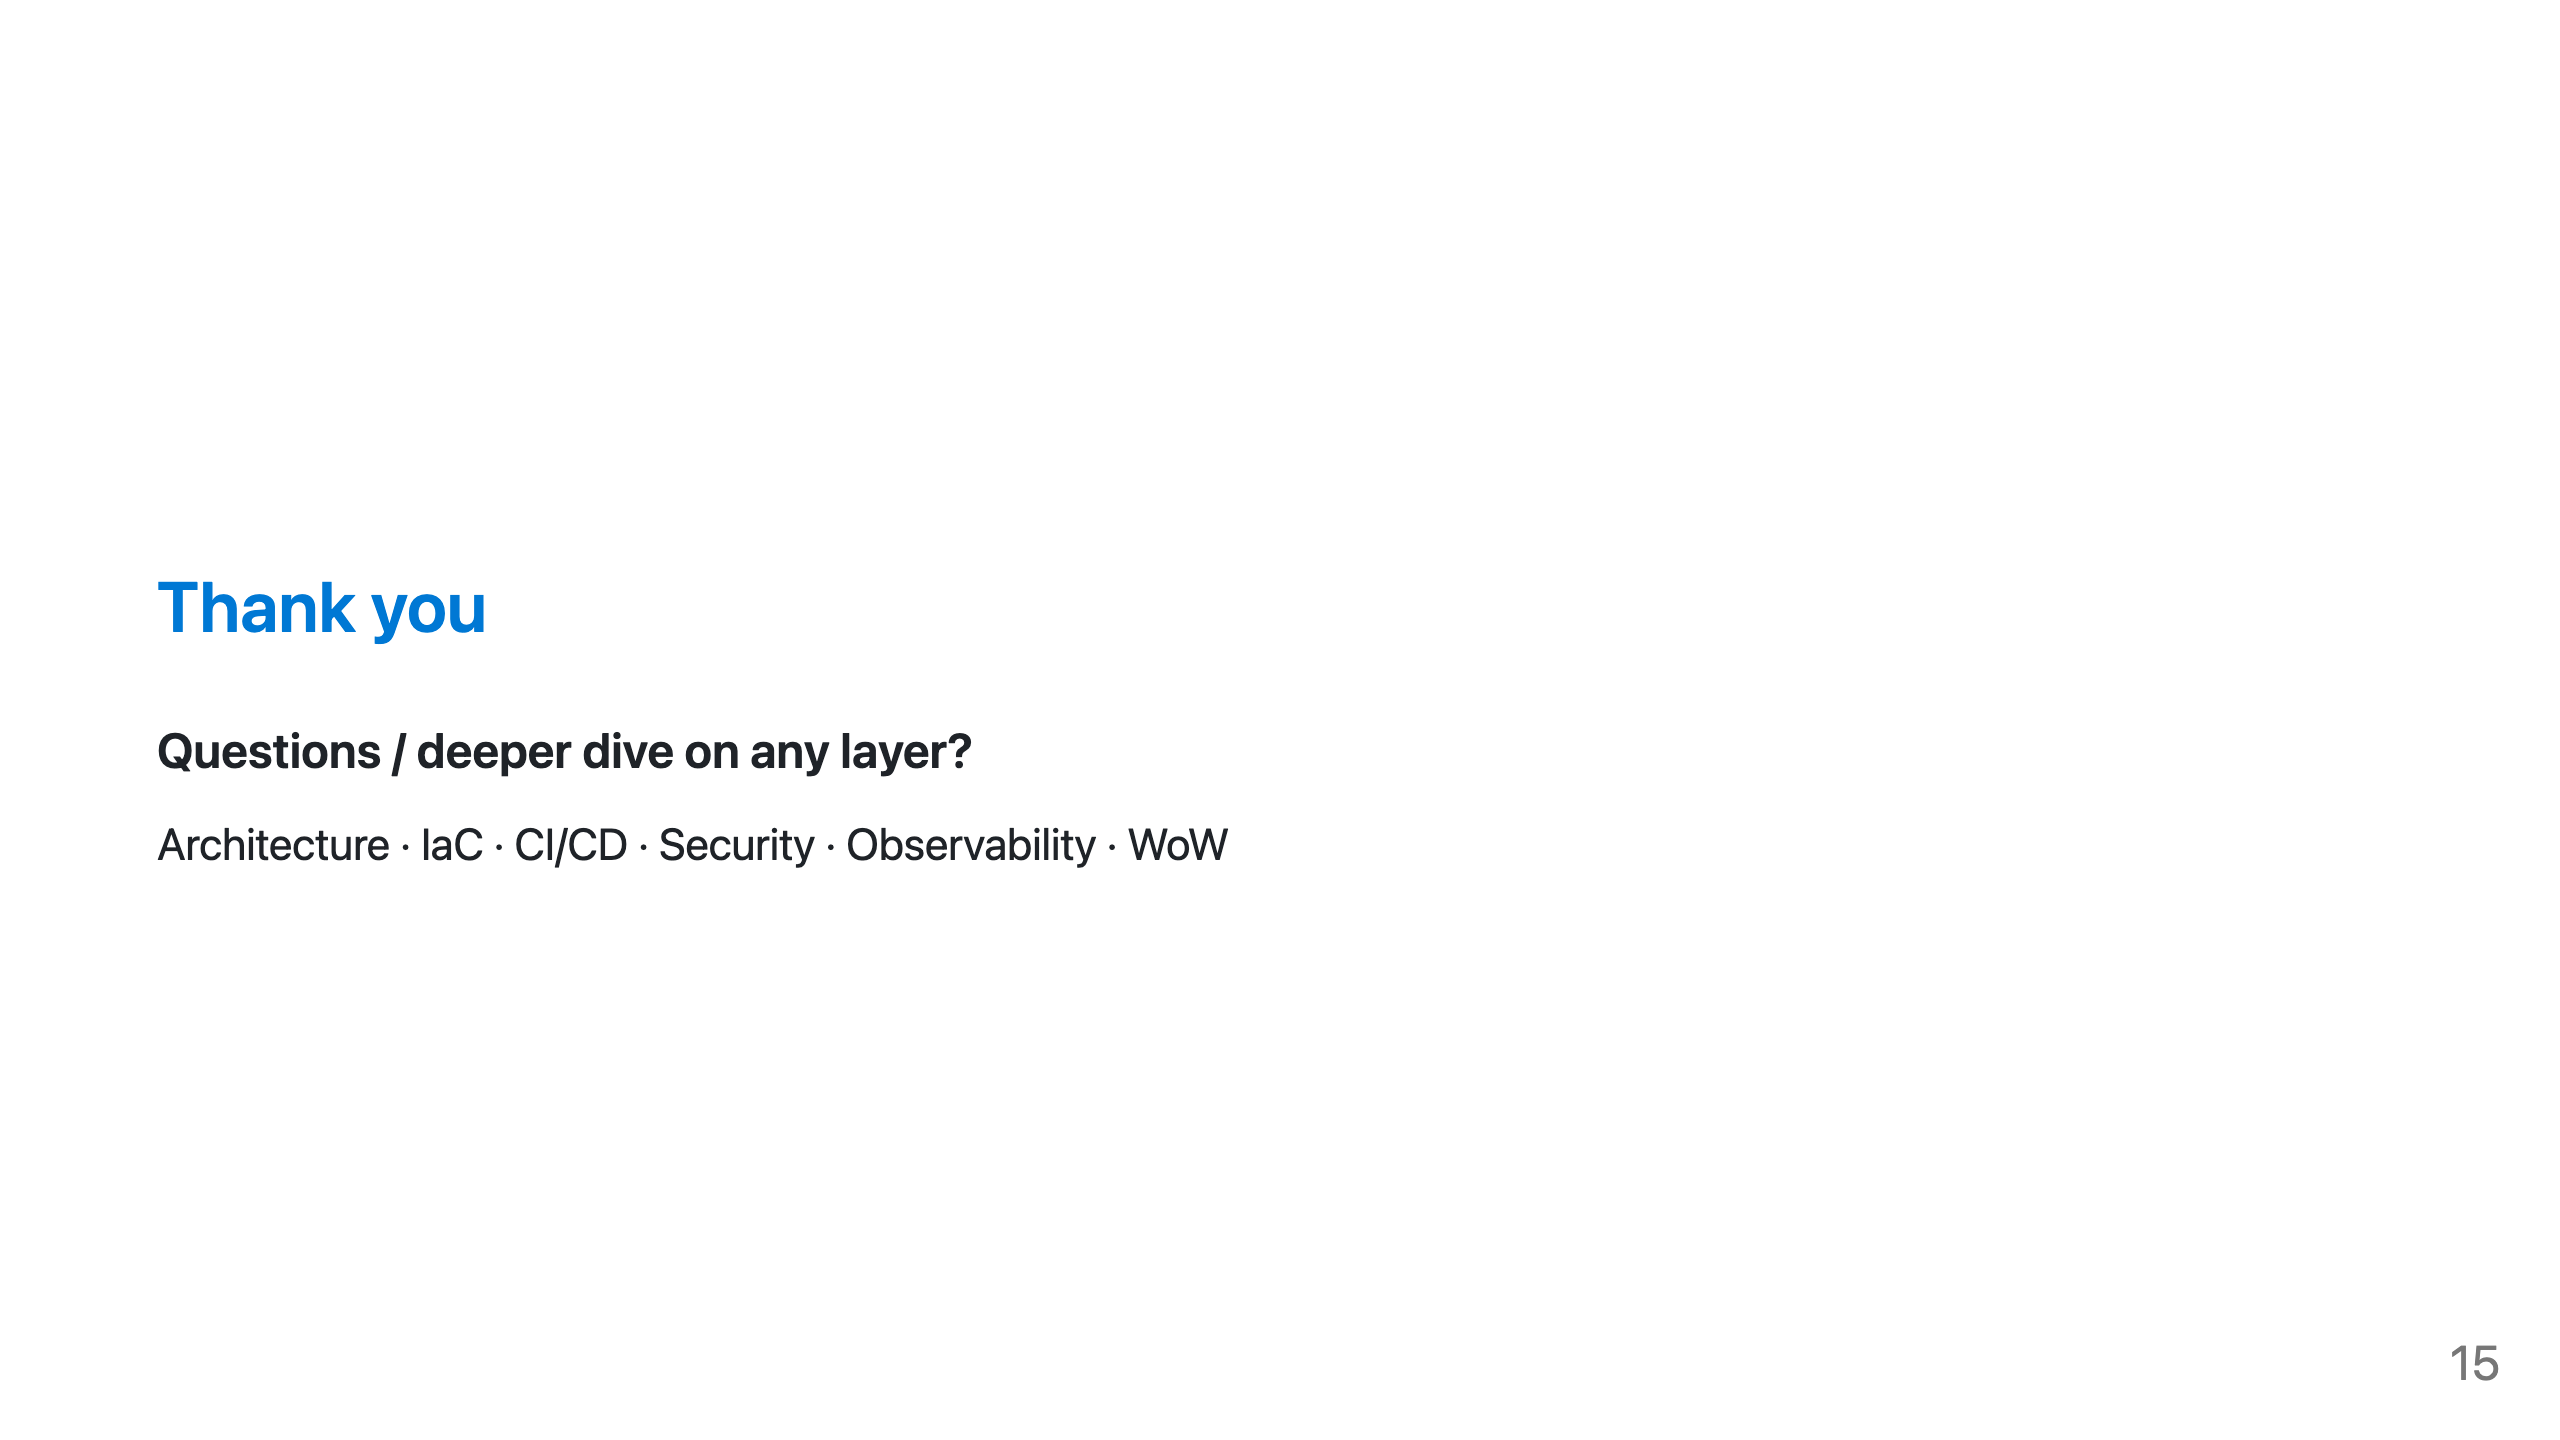 Thank you
Questions / deeper dive on any layer?
Architecture · IaC · CI/CD · Security · Observability · WoW
15